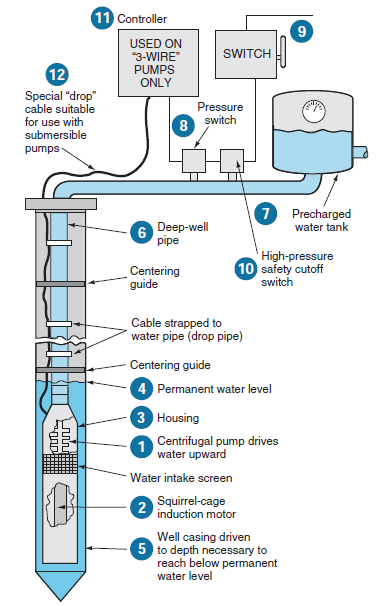 11 Controller
USED ON
"3-WIRE"
PUMPS
ONLY
9
SWITCH
12
Special "drop"
cable suitable
for use with
submersible
pumps
Pressure
switch
8
7
Precharged
water tank
6 Deep-well
pipe
10 High-pressure
safety cutoff
switch
Centering
guide
Cable strapped to
water pipe (drop pipe)
Centering guide
4 Permanent water level
3 Housing
1 Centrifugal pump drives
water upward
Water intake screen
2 Squirrel-cage
induction motor
5 Well casing driven
to depth necessary to
reach below permanent
water level